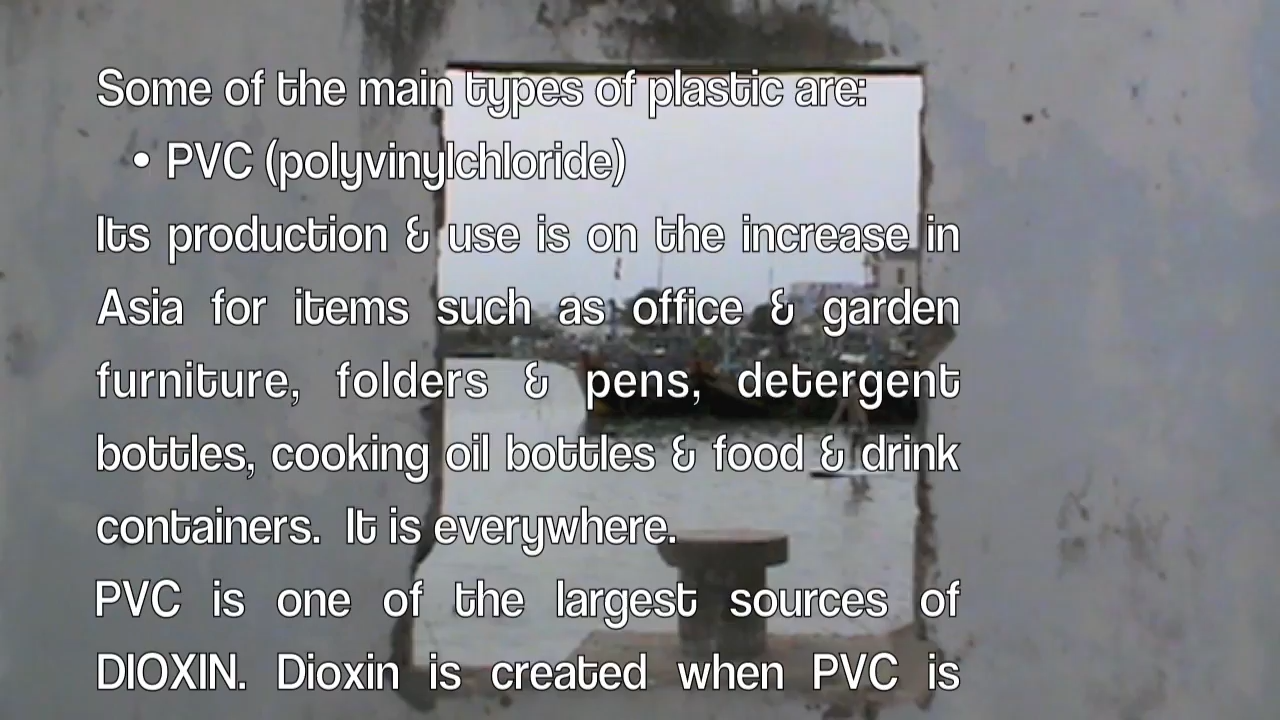 Some of the main types of plastic are:
• PVC (polyvinylchloride)
Its production & use is on the increase in
Asia for items such as office & garden
furniture, folders & pens, detergent
bottles, cooking oil bottles & food & drink
containers. It is everywhere.
PVC is one of the largest sources of
DIOXIN. Dioxin is created when PVC is